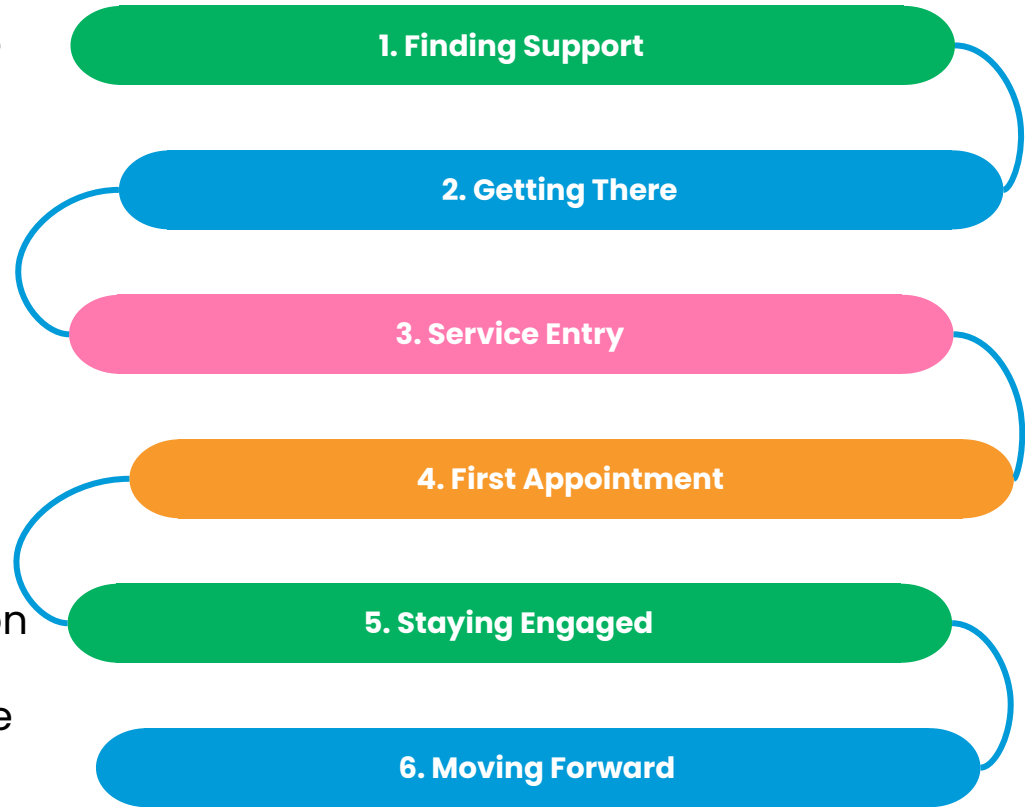 1. Finding Support
2. Getting There
3. Service Entry
4. First Appointment
5. Staying Engaged
6. Moving Forward